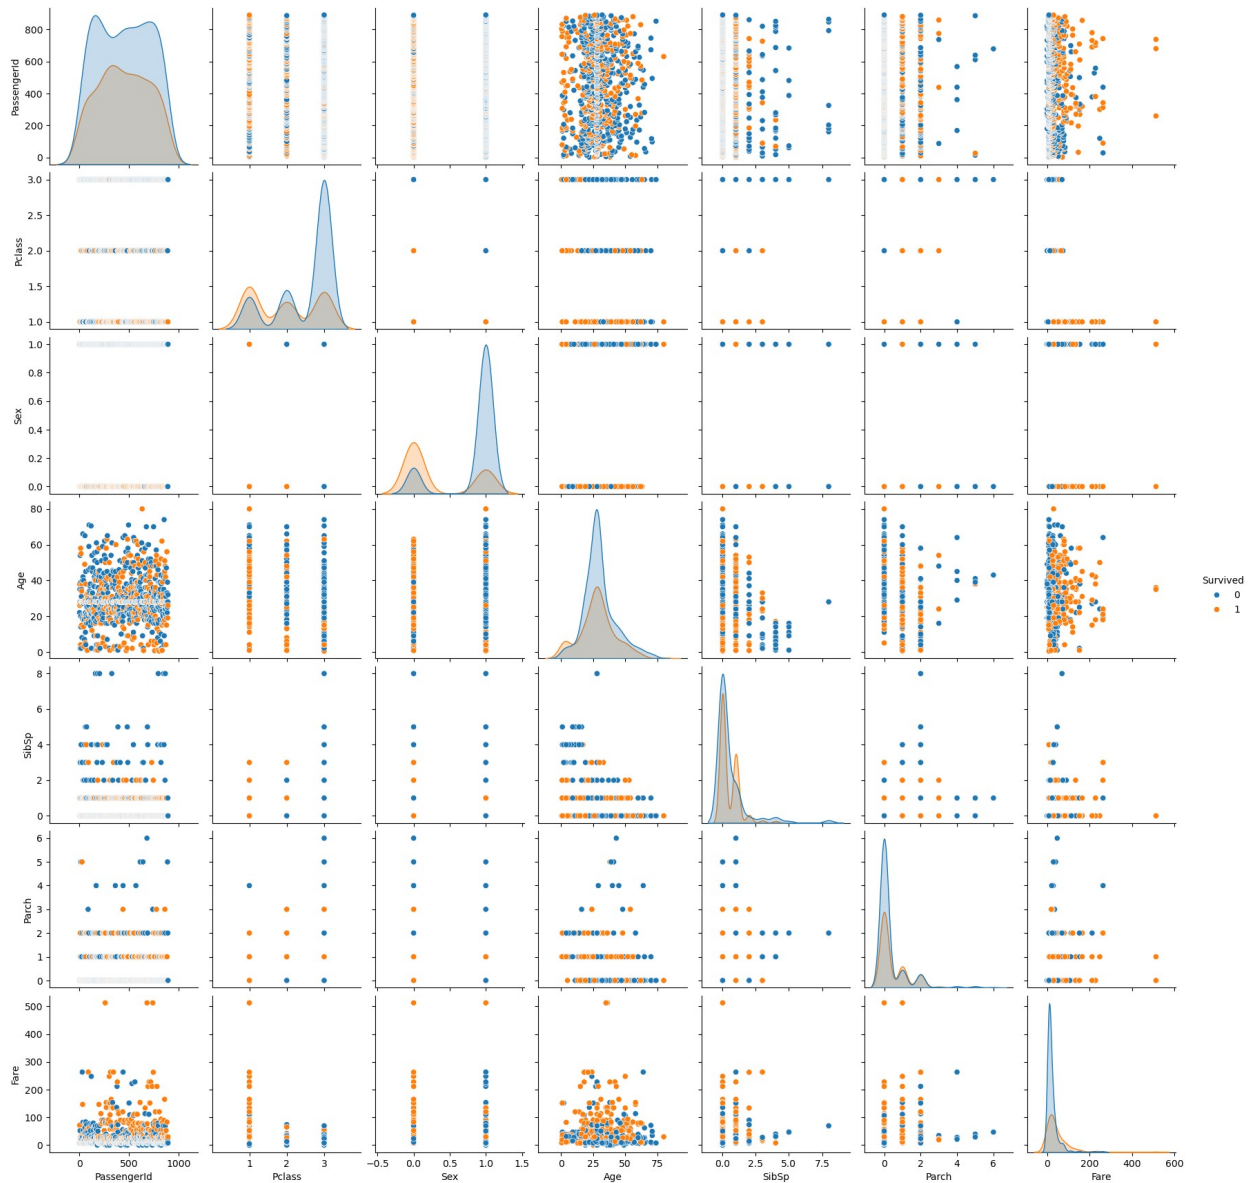 PassengerId
800
600
400
200
0
Pclass
3.0
2.5
2.0
1.5
1.0
Sex
1.0
0.8
0.6
0.4
0.2
0.0
Age
80
60
40
20
0
Survived
0
1
SibSp
8
6
4
2
0
Parch
6
5
4
3
2
1
0
Fare
500
400
300
200
100
0
0 500 1000
1 2 3
−0.5 0.0 0.5 1.0 1.5
0 25 50 75
0.0 2.5 5.0 7.5
0 2 4 6
0 200 400 600
PassengerId Pclass Sex Age SibSp Parch Fare